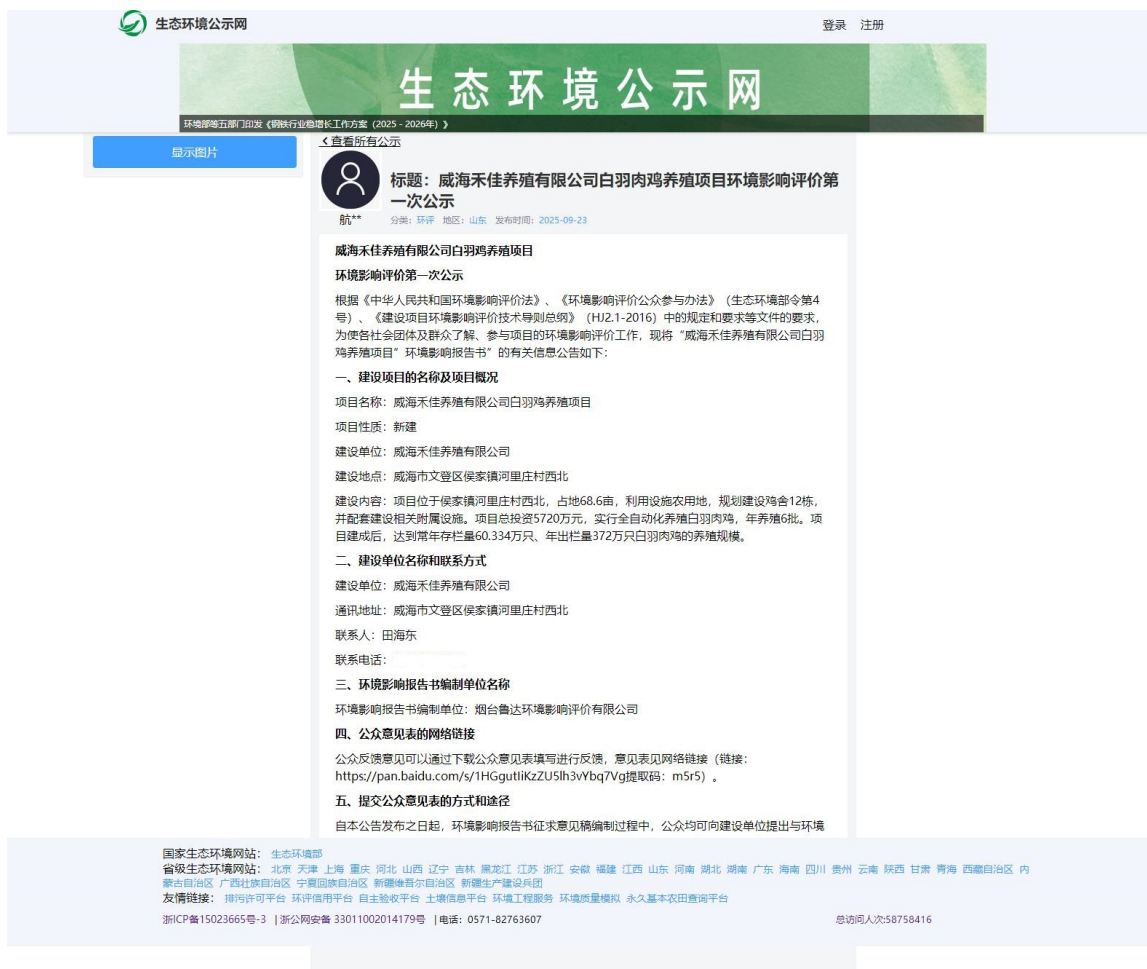 生态环境公示网
登录 注册
生态环境公示网
环境部等五部门印发《钢铁行业稳增长工作方案（2025 - 2026年）》
显示图片
查看所有公示
标题：威海禾佳养殖有限公司白羽肉鸡养殖项目环境影响评价第
一次公示
航**
分类：环评 地区：山东 发布时间：2025-09-23
威海禾佳养殖有限公司白羽鸡养殖项目
环境影响评价第一次公示
根据《中华人民共和国环境影响评价法》、《环境影响评价公众参与办法》（生态环境部令第4
号）、《建设项目环境影响评价技术导则总纲》（HJ2.1-2016）中的规定和要求等文件的要求，
为使各社会团体及群众了解、参与项目的环境影响评价工作，现将“威海禾佳养殖有限公司白羽
鸡养殖项目”环境影响报告书”的有关信息公告如下：
一、建设项目的名称及项目概况
项目名称：威海禾佳养殖有限公司白羽鸡养殖项目
项目性质：新建
建设单位：威海禾佳养殖有限公司
建设地点：威海市文登区侯家镇河里庄村西北
建设内容：项目位于侯家镇河里庄村西北，占地68.6亩，利用设施农用地，规划建设鸡舍12栋，
并配套建设相关附属设施。项目总投资5720万元，实行全自动化养殖白羽肉鸡，年养殖6批。项
目建成后，达到常年存栏量60.334万只、年出栏量372万只白羽肉鸡的养殖规模。
二、建设单位名称和联系方式
建设单位：威海禾佳养殖有限公司
通讯地址：威海市文登区侯家镇河里庄村西北
联系人：田海东
联系电话：
三、环境影响报告书编制单位名称
环境影响报告书编制单位：烟台鲁达环境影响评价有限公司
四、公众意见表的网络链接
公众反馈意见可以通过下载公众意见表填写进行反馈，意见表见网络链接（链接：
https://pan.baidu.com/s/1HGgutIiKzZU5lh3vYbq7Vg提取码：m5r5）。
五、提交公众意见表的方式和途径
自本公告发布之日起，环境影响报告书征求意见稿编制过程中，公众均可向建设单位提出与环境
国家生态环境网站： 生态环境部
省级生态环境网站： 北京 天津 上海 重庆 河北 山西 辽宁 吉林 黑龙江 江苏 浙江 安徽 福建 江西 山东 河南 湖北 湖南 广东 海南 四川 贵州 云南 陕西 甘肃 青海 西藏自治区 内
蒙古自治区 广西壮族自治区 宁夏回族自治区 新疆维吾尔自治区 新疆生产建设兵团
友情链接： 排污许可平台 环评信用平台 自主验收平台 土壤信息平台 环境工程服务 环境质量模拟 永久基本农田查询平台
浙ICP备15023665号-3 |浙公网安备 33011002014179号 |电话：0571-82763607 总访问人次:58758416